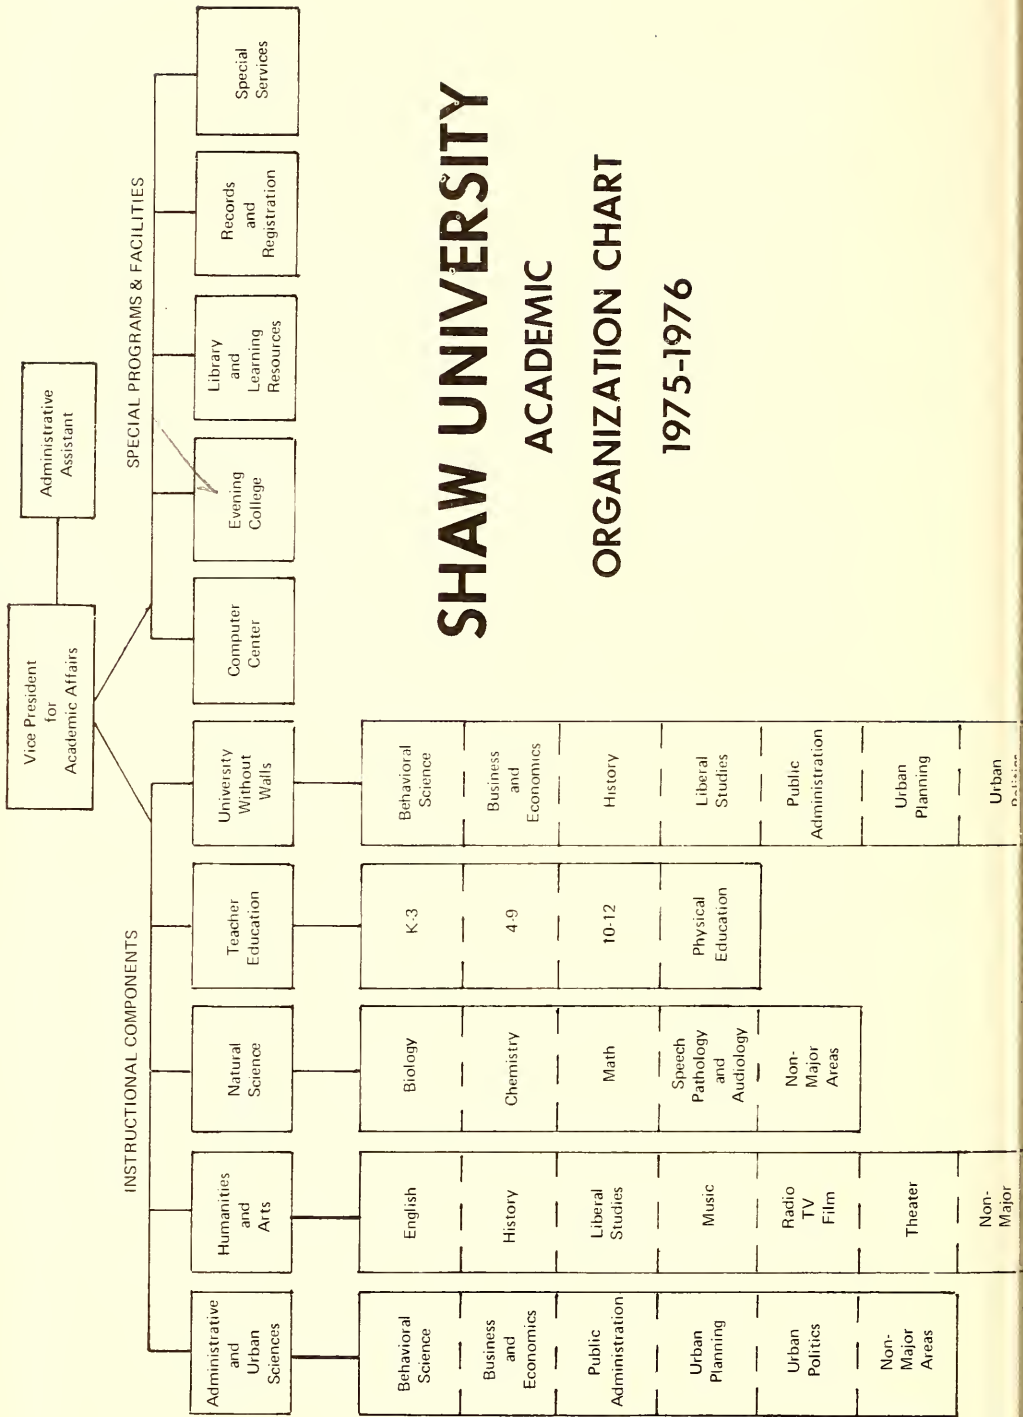 Vice President
for
Academic Affairs
Administrative
Assistant
INSTRUCTIONAL COMPONENTS
SPECIAL PROGRAMS & FACILITIES
Administrative
and
Urban
Sciences
Humanities
and
Arts
Natural
Science
Teacher
Education
University
Without
Walls
Computer
Center
Evening
College
Library
and
Learning
Resources
Records
and
Registration
Special
Services
Behavioral
Science
Business
and
Economics
Public
Administration
Urban
Planning
Urban
Politics
Non-
Major
Areas
English
History
Liberal
Studies
Music
Radio
TV
Film
Theater
Non-
Major
Biology
Chemistry
Math
Speech
Pathology
and
Audiology
Non-
Major
Areas
K-3
4-9
10-12
Physical
Education
Behavioral
Science
Business
and
Economics
History
Liberal
Studies
Public
Administration
Urban
Planning
Urban
SHAW UNIVERSITY
ACADEMIC
ORGANIZATION CHART
1975-1976